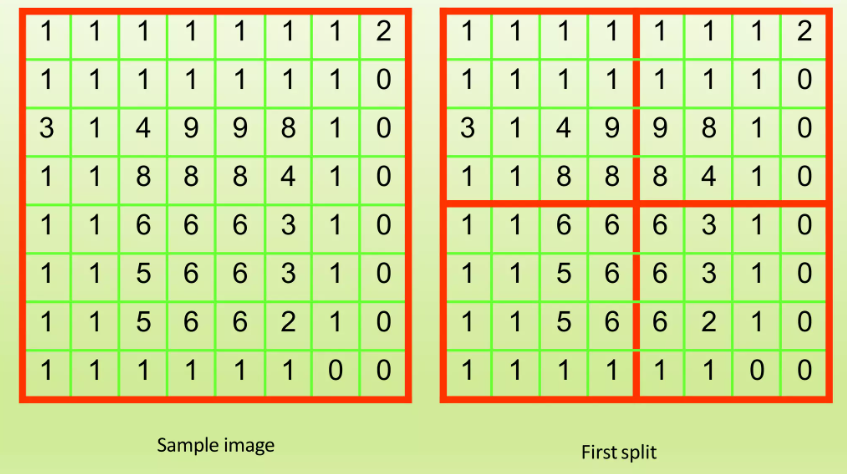 1 1 1 1 1 1 1 2
1 1 1 1 1 1 1 0
3 1 4 9 9 8 1 0
1 1 8 8 8 4 1 0
1 1 6 6 6 3 1 0
1 1 5 6 6 3 1 0
1 1 5 6 6 2 1 0
1 1 1 1 1 1 0 0
Sample image
1 1 1 1 1 1 1 2
1 1 1 1 1 1 1 0
3 1 4 9 9 8 1 0
1 1 8 8 8 4 1 0
1 1 6 6 6 3 1 0
1 1 5 6 6 3 1 0
1 1 5 6 6 2 1 0
1 1 1 1 1 1 0 0
First split